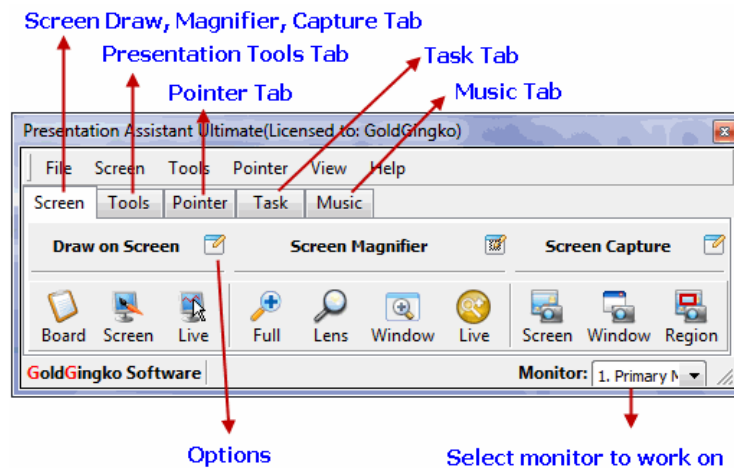 Screen Draw, Magnifier, Capture Tab
Presentation Tools Tab
Task Tab
Pointer Tab
Music Tab
Presentation Assistant Ultimate(Licensed to: GoldGingko)
File Screen Tools Pointer View Help
Screen Tools Pointer Task Music
Draw on Screen Screen Magnifier Screen Capture
Board Screen Live Full Lens Window Live Screen Window Region
GoldGingko Software Monitor: 1. Primary M
Options
Select monitor to work on